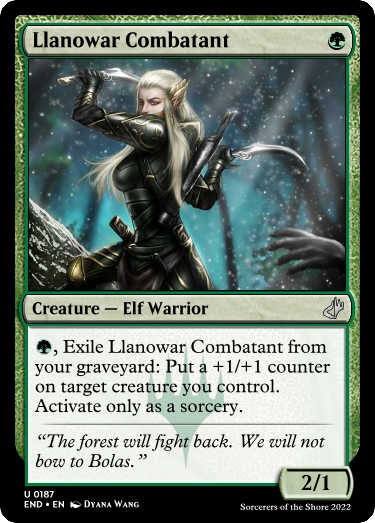 Llanowar Combatant
Creature — Elf Warrior
, Exile Llanowar Combatant from
your graveyard: Put a +1/+1 counter
on target creature you control.
Activate only as a sorcery.
“The forest will fight back. We will not
bow to Bolas.”
2/1
U 0187
END • EN Dyana Wang
Sorcerers of the Shore 2022